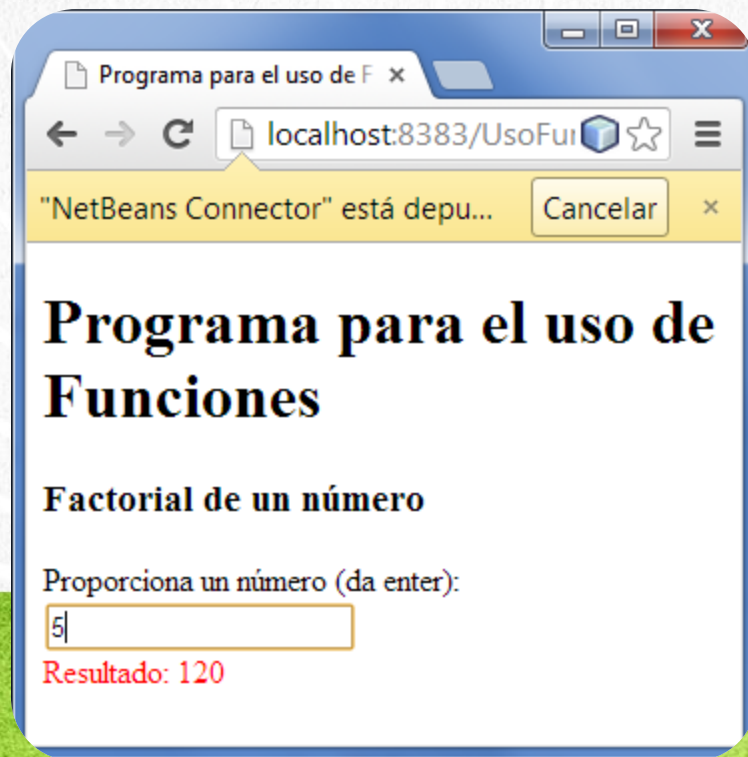 Programa para el uso de F
localhost:8383/UsoFu
"NetBeans Connector" está depu... Cancelar
Programa para el uso de
Funciones
Factorial de un número
Proporciona un número (da enter):
5
Resultado: 120